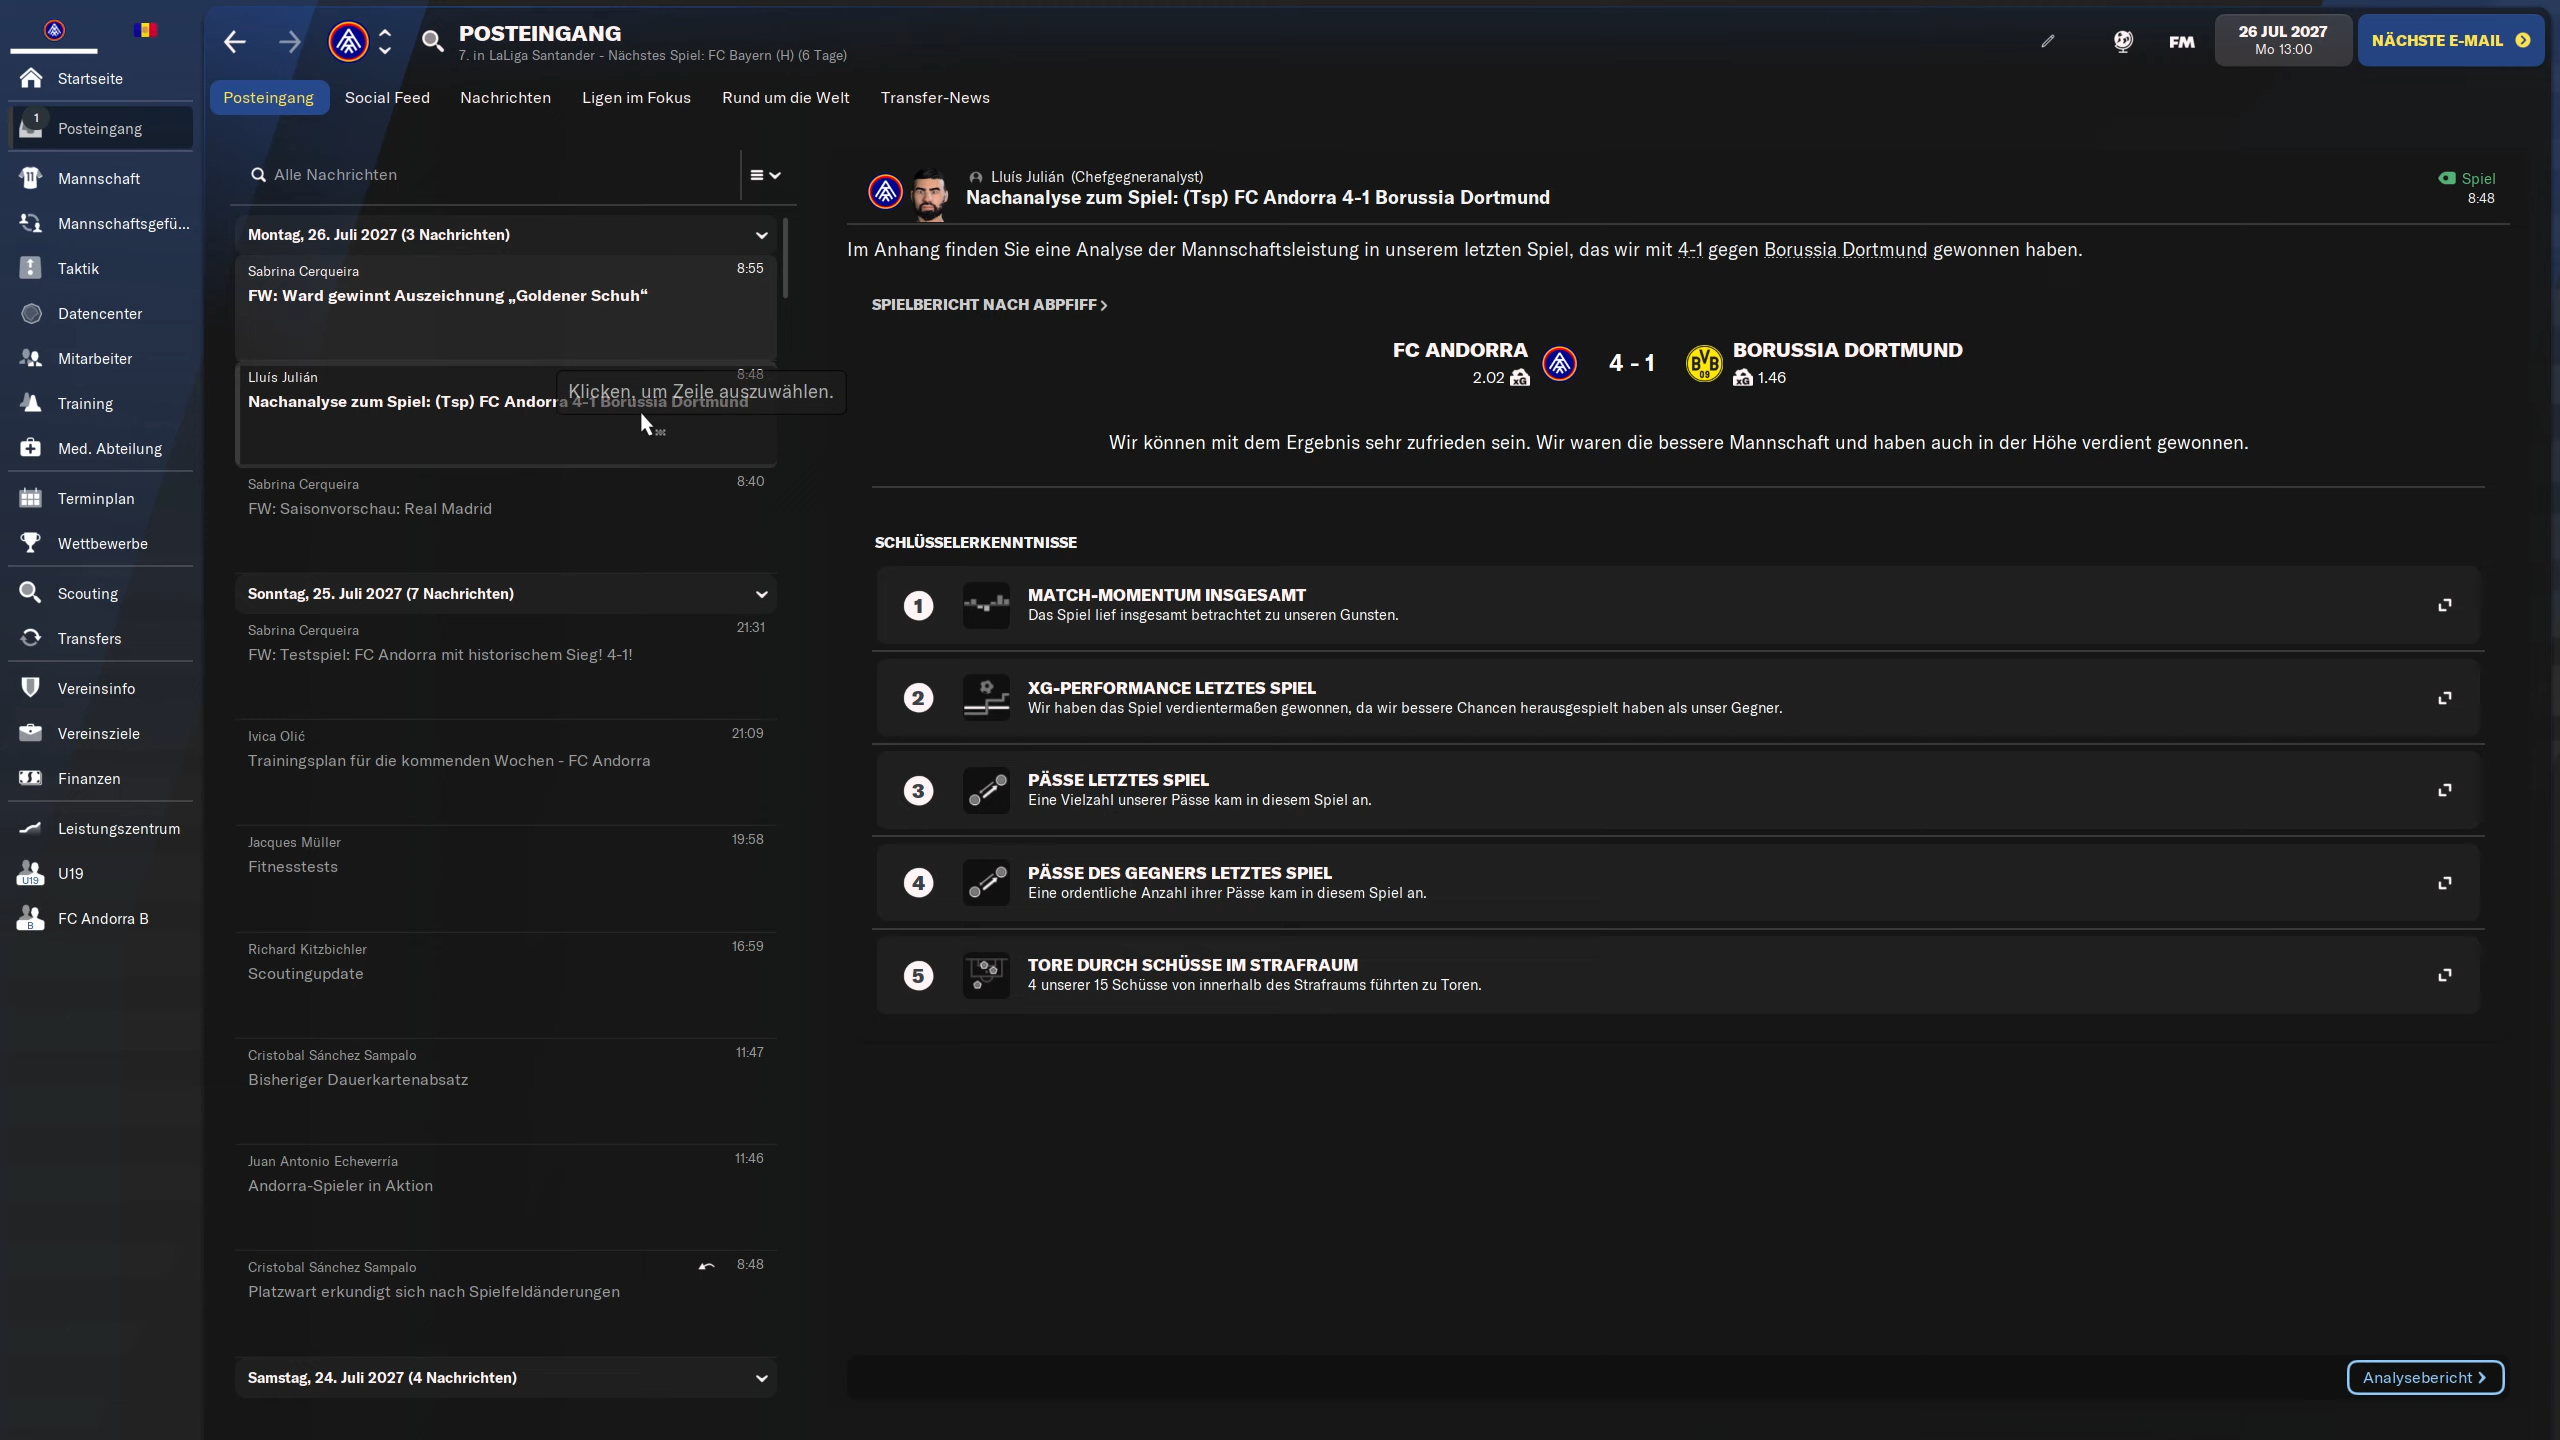 POSTEINGANG
7. in LaLiga Santander - Nächstes Spiel: FC Bayern (H) (6 Tage)
FM
26 JUL 2027
Mo 13:00
NÄCHSTE E-MAIL
Startseite
1
Posteingang
11
Mannschaft
Mannschaftsgefü...
Taktik
Datencenter
Mitarbeiter
Training
Med. Abteilung
Terminplan
Wettbewerbe
Scouting
Transfers
Vereinsinfo
Vereinsziele
Finanzen
Leistungszentrum
U19
U19
B
FC Andorra B
Posteingang
Social Feed
Nachrichten
Ligen im Fokus
Rund um die Welt
Transfer-News
Alle Nachrichten
Montag, 26. Juli 2027 (3 Nachrichten)
Sabrina Cerqueira 8:55
FW: Ward gewinnt Auszeichnung „Goldener Schuh“
Lluís Julián 8:48
Nachanalyse zum Spiel: (Tsp) FC Andorra 4-1 Borussia Dortmund
Klicken, um Zeile auszuwählen.
Sabrina Cerqueira 8:40
FW: Saisonvorschau: Real Madrid
Sonntag, 25. Juli 2027 (7 Nachrichten)
Sabrina Cerqueira 21:31
FW: Testspiel: FC Andorra mit historischem Sieg! 4-1!
Ivica Olić 21:09
Trainingsplan für die kommenden Wochen - FC Andorra
Jacques Müller 19:58
Fitnesstests
Richard Kitzbichler 16:59
Scoutingupdate
Cristobal Sánchez Sampalo 11:47
Bisheriger Dauerkartenabsatz
Juan Antonio Echeverría 11:46
Andorra-Spieler in Aktion
Cristobal Sánchez Sampalo 8:48
Platzwart erkundigt sich nach Spielfeldänderungen
Samstag, 24. Juli 2027 (4 Nachrichten)
Lluís Julián (Chefgegneranalyst)
Nachanalyse zum Spiel: (Tsp) FC Andorra 4-1 Borussia Dortmund
Spiel
8:48
Im Anhang finden Sie eine Analyse der Mannschaftsleistung in unserem letzten Spiel, das wir mit 4-1 gegen Borussia Dortmund gewonnen haben.
SPIELBERICHT NACH ABPFIFF
FC ANDORRA 4 - 1 BVB 09 BORUSSIA DORTMUND
2.02 xG xG 1.46
Wir können mit dem Ergebnis sehr zufrieden sein. Wir waren die bessere Mannschaft und haben auch in der Höhe verdient gewonnen.
SCHLÜSSELERKENNTNISSE
1
MATCH-MOMENTUM INSGESAMT
Das Spiel lief insgesamt betrachtet zu unseren Gunsten.
2
XG-PERFORMANCE LETZTES SPIEL
Wir haben das Spiel verdientermaßen gewonnen, da wir bessere Chancen herausgespielt haben als unser Gegner.
3
PÄSSE LETZTES SPIEL
Eine Vielzahl unserer Pässe kam in diesem Spiel an.
4
PÄSSE DES GEGNERS LETZTES SPIEL
Eine ordentliche Anzahl ihrer Pässe kam in diesem Spiel an.
5
TORE DURCH SCHÜSSE IM STRAFRAUM
4 unserer 15 Schüsse von innerhalb des Strafraums führten zu Toren.
Analysebericht